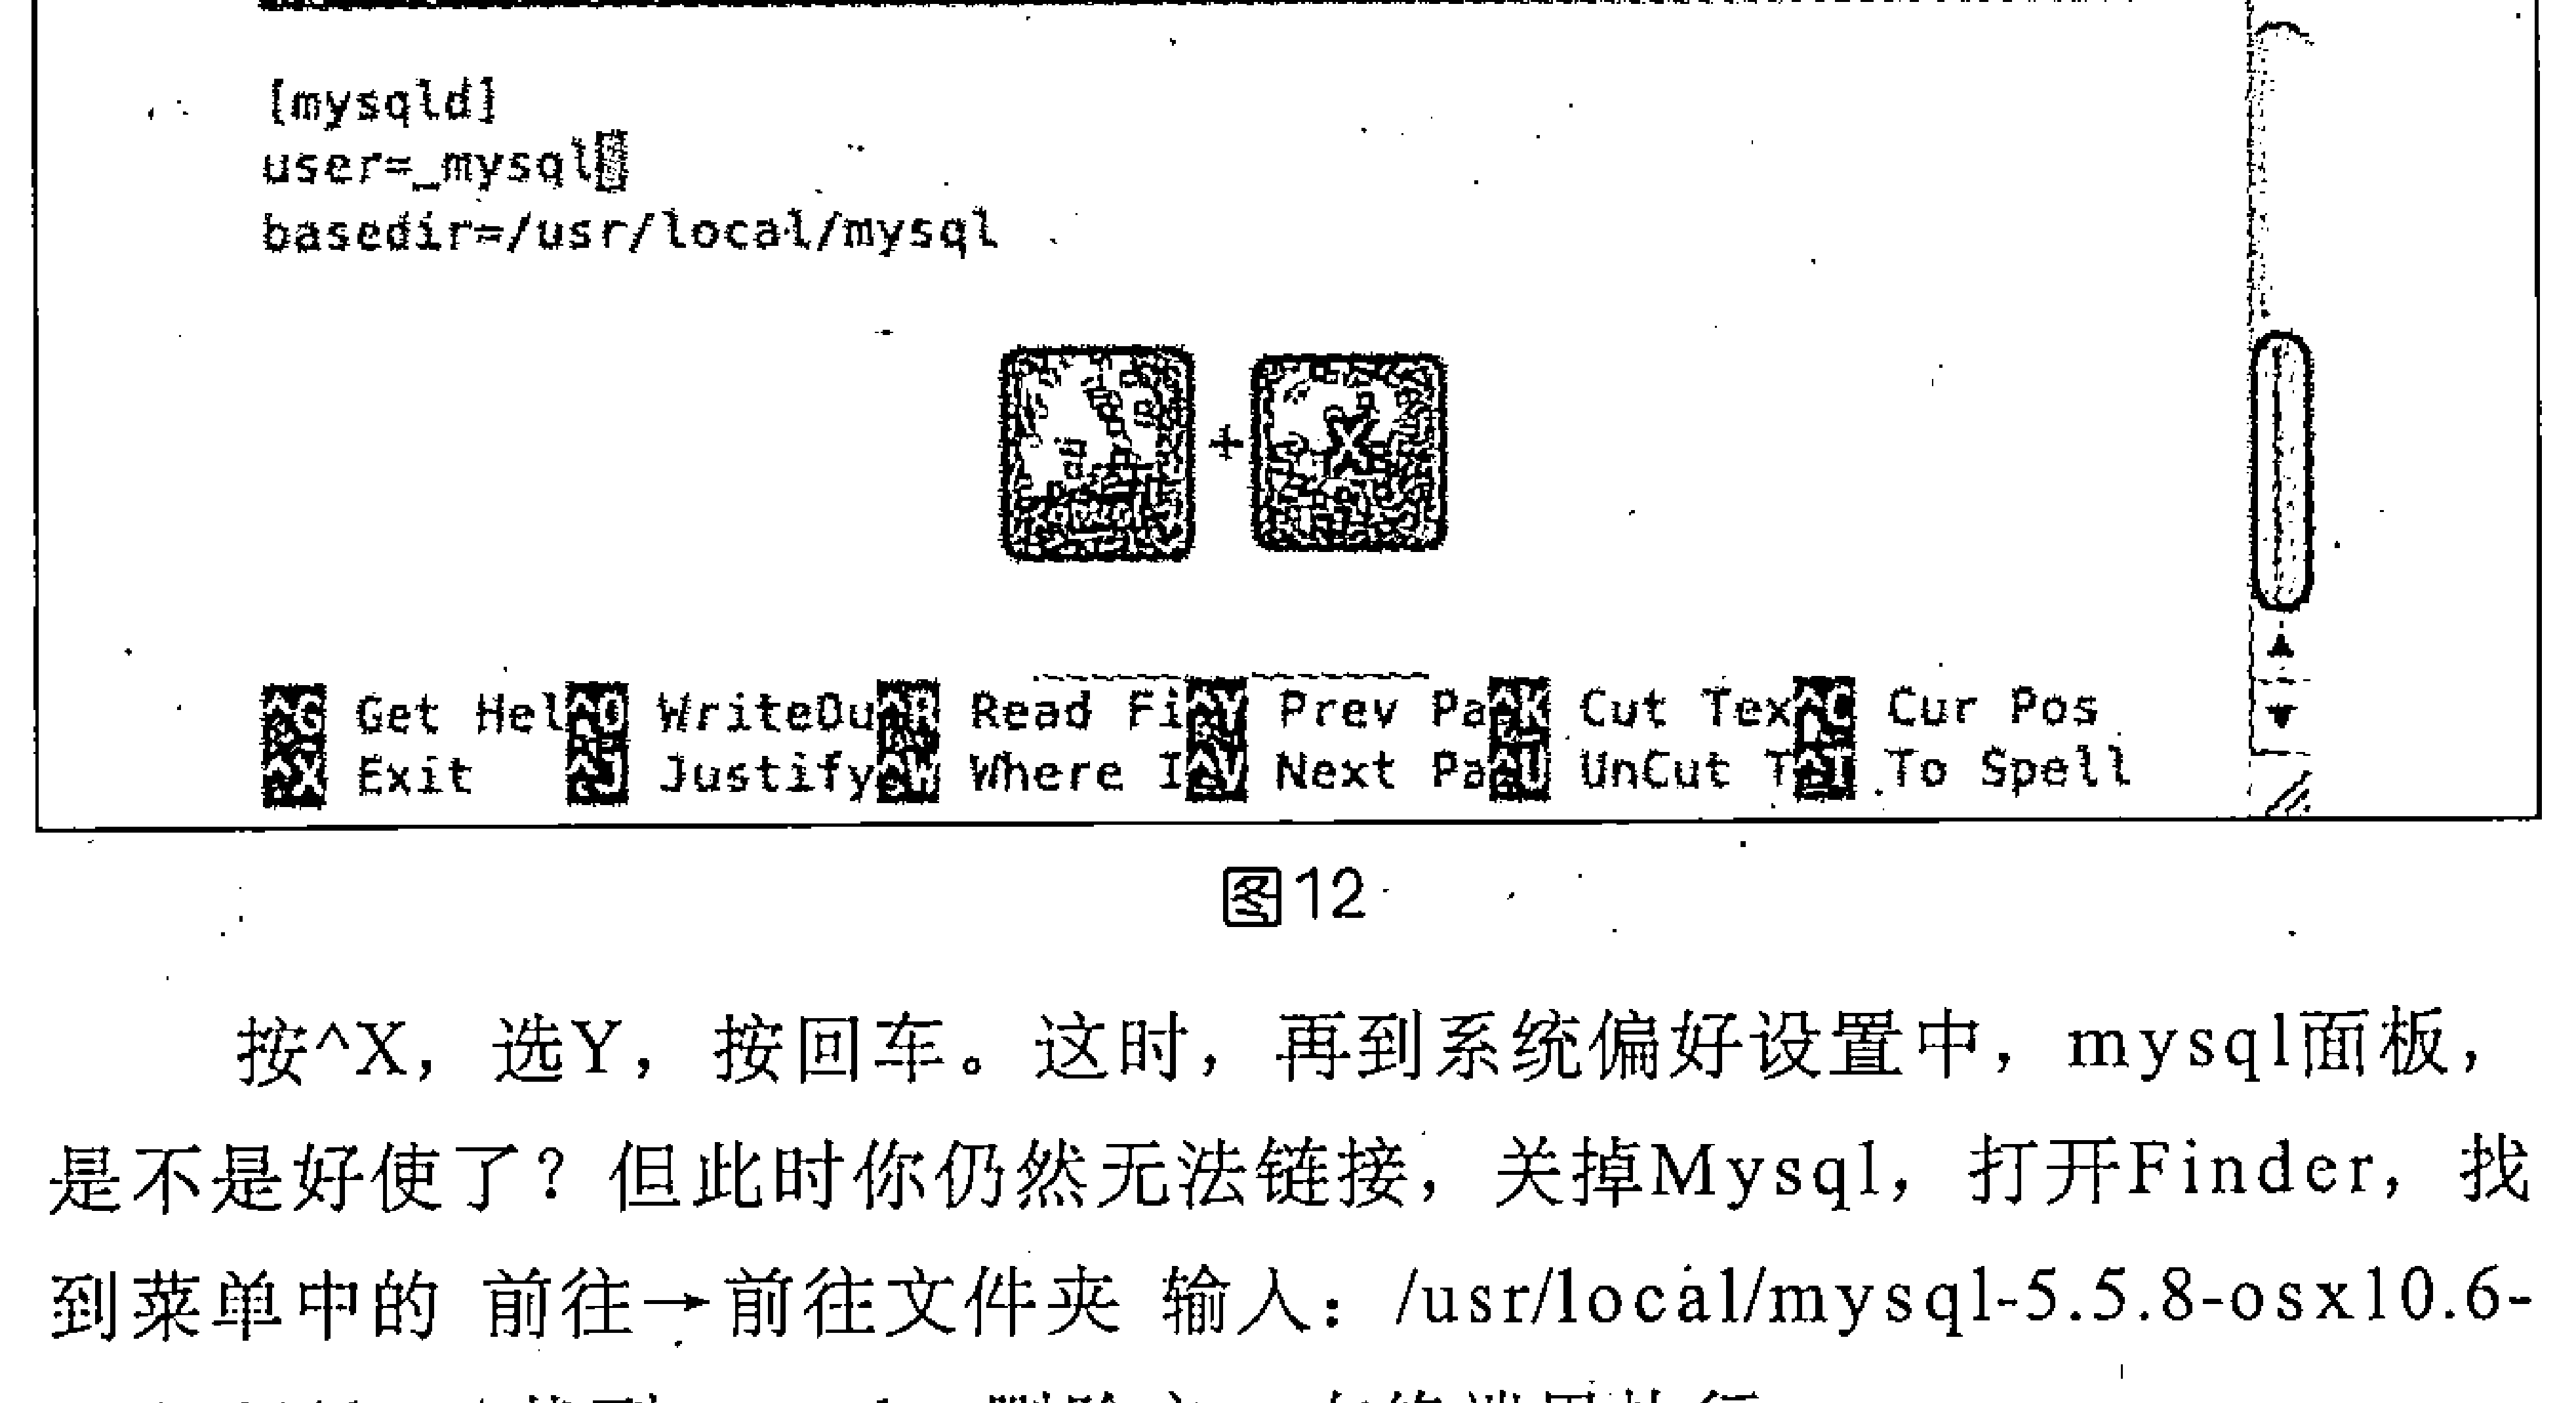 [mysqld]
user=_mysql
basedir=/usr/local/mysql
+ X
^G Get Hel ^O WriteOu ^R Read Fi ^Y Prev Pa ^K Cut Tex ^C Cur Pos
^X Exit ^J Justify ^W Where I ^V Next Pa ^U UnCut T ^T To Spell
图12
按^X，选Y，按回车。这时，再到系统偏好设置中，mysql面板，
是不是好使了？但此时你仍然无法链接，关掉Mysql，打开Finder，找
到菜单中的 前往→前往文件夹 输入：/usr/local/mysql-5.5.8-osx10.6-